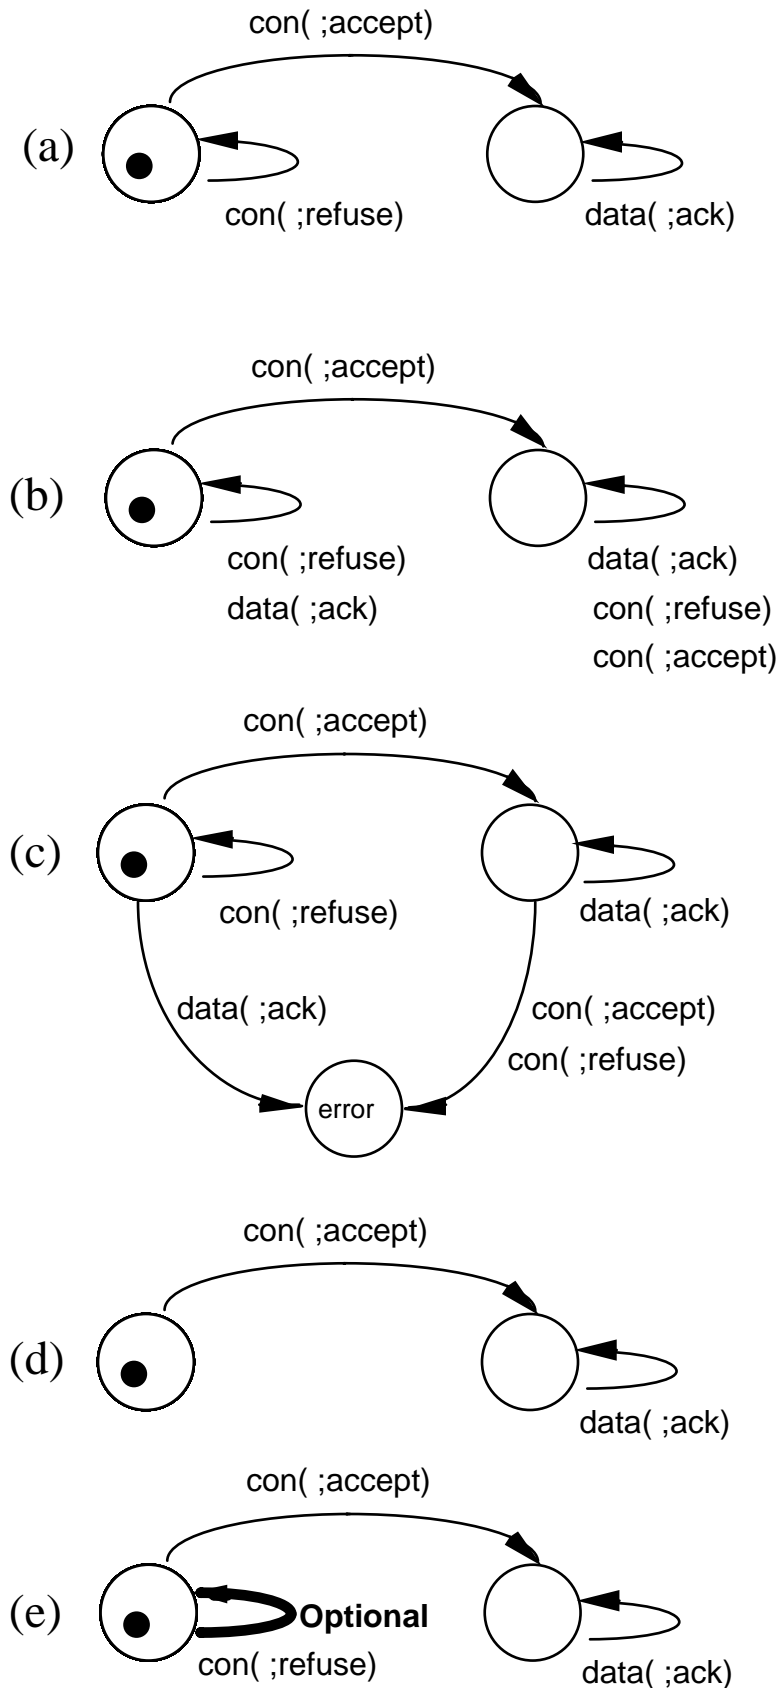 con( ;accept)
(a)
con( ;refuse)
data( ;ack)
con( ;accept)
(b)
con( ;refuse)
data( ;ack)
data( ;ack)
con( ;refuse)
con( ;accept)
con( ;accept)
(c)
con( ;refuse)
data( ;ack)
data( ;ack)
con( ;accept)
con( ;refuse)
error
con( ;accept)
(d)
data( ;ack)
con( ;accept)
(e)
Optional
con( ;refuse)
data( ;ack)